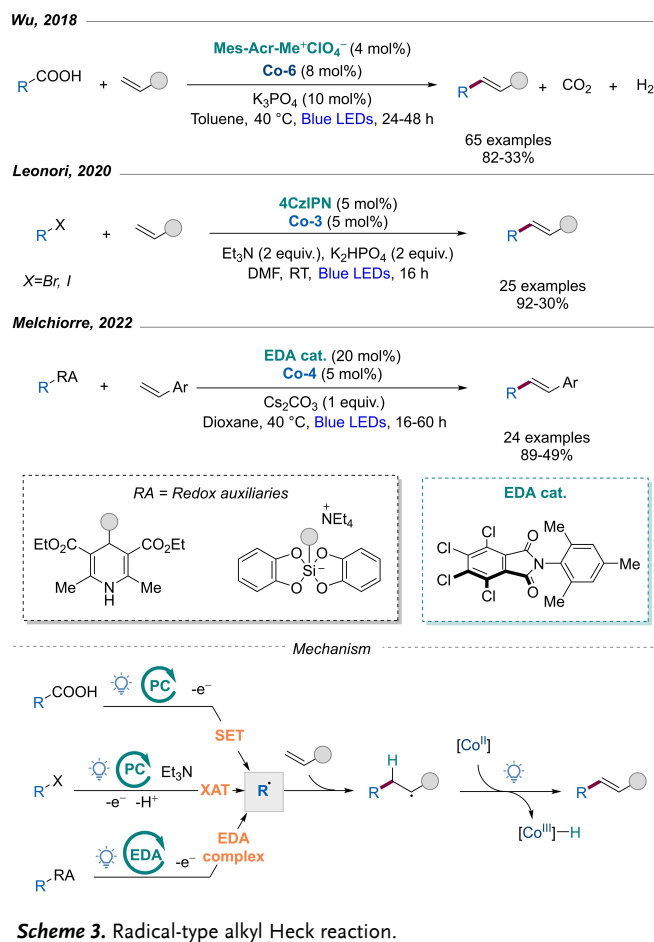 Wu, 2018
Mes-Acr-Me⁺ClO₄⁻ (4 mol%)
Co-6 (8 mol%)
R COOH + + CO₂ + H₂
R
K₃PO₄ (10 mol%)
Toluene, 40 °C, Blue LEDs, 24-48 h
65 examples
82-33%
Leonori, 2020
4CzIPN (5 mol%)
Co-3 (5 mol%)
R X +
R
Et₃N (2 equiv.), K₂HPO₄ (2 equiv.)
DMF, RT, Blue LEDs, 16 h
X=Br, I
25 examples
92-30%
Melchiorre, 2022
EDA cat. (20 mol%)
Co-4 (5 mol%)
R RA + Ar
R Ar
Cs₂CO₃ (1 equiv.)
Dioxane, 40 °C, Blue LEDs, 16-60 h
24 examples
89-49%
RA = Redox auxiliaries
EtO₂C CO₂Et
Me N H Me
+
NEt₄
O O
Si−
O O
EDA cat.
Cl Cl Cl Cl
O N O
Me Me Me
Mechanism
R COOH
PC -e⁻
SET
R X
PC Et₃N
-e⁻ -H⁺
XAT
R•
H
R •
[Coᴵᴵ]
[Coᴵᴵᴵ]−H
R
R RA
EDA -e⁻
EDA
complex
Scheme 3. Radical-type alkyl Heck reaction.